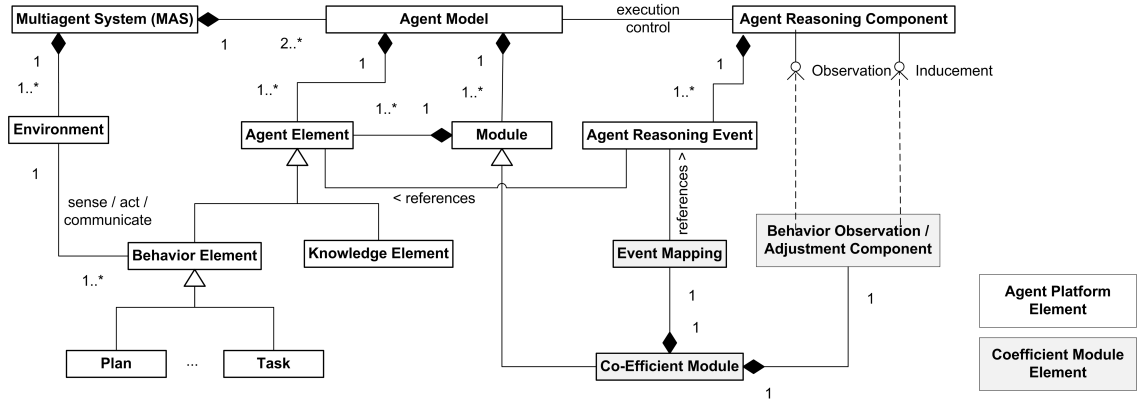 Multiagent System (MAS)
Agent Model
execution
control
Agent Reasoning Component
1
2..*
1
1..*
1
1..*
1
1..*
1
1..*
Observation
Inducement
1..*
1
Environment
Agent Element
Module
Agent Reasoning Event
1
sense / act /
communicate
< references
references >
Behavior Element
Knowledge Element
Event Mapping
Behavior Observation /
Adjustment Component
1..*
1
1
1
Agent Platform
Element
Plan
...
Task
Co-Efficient Module
1
Coefficient Module
Element